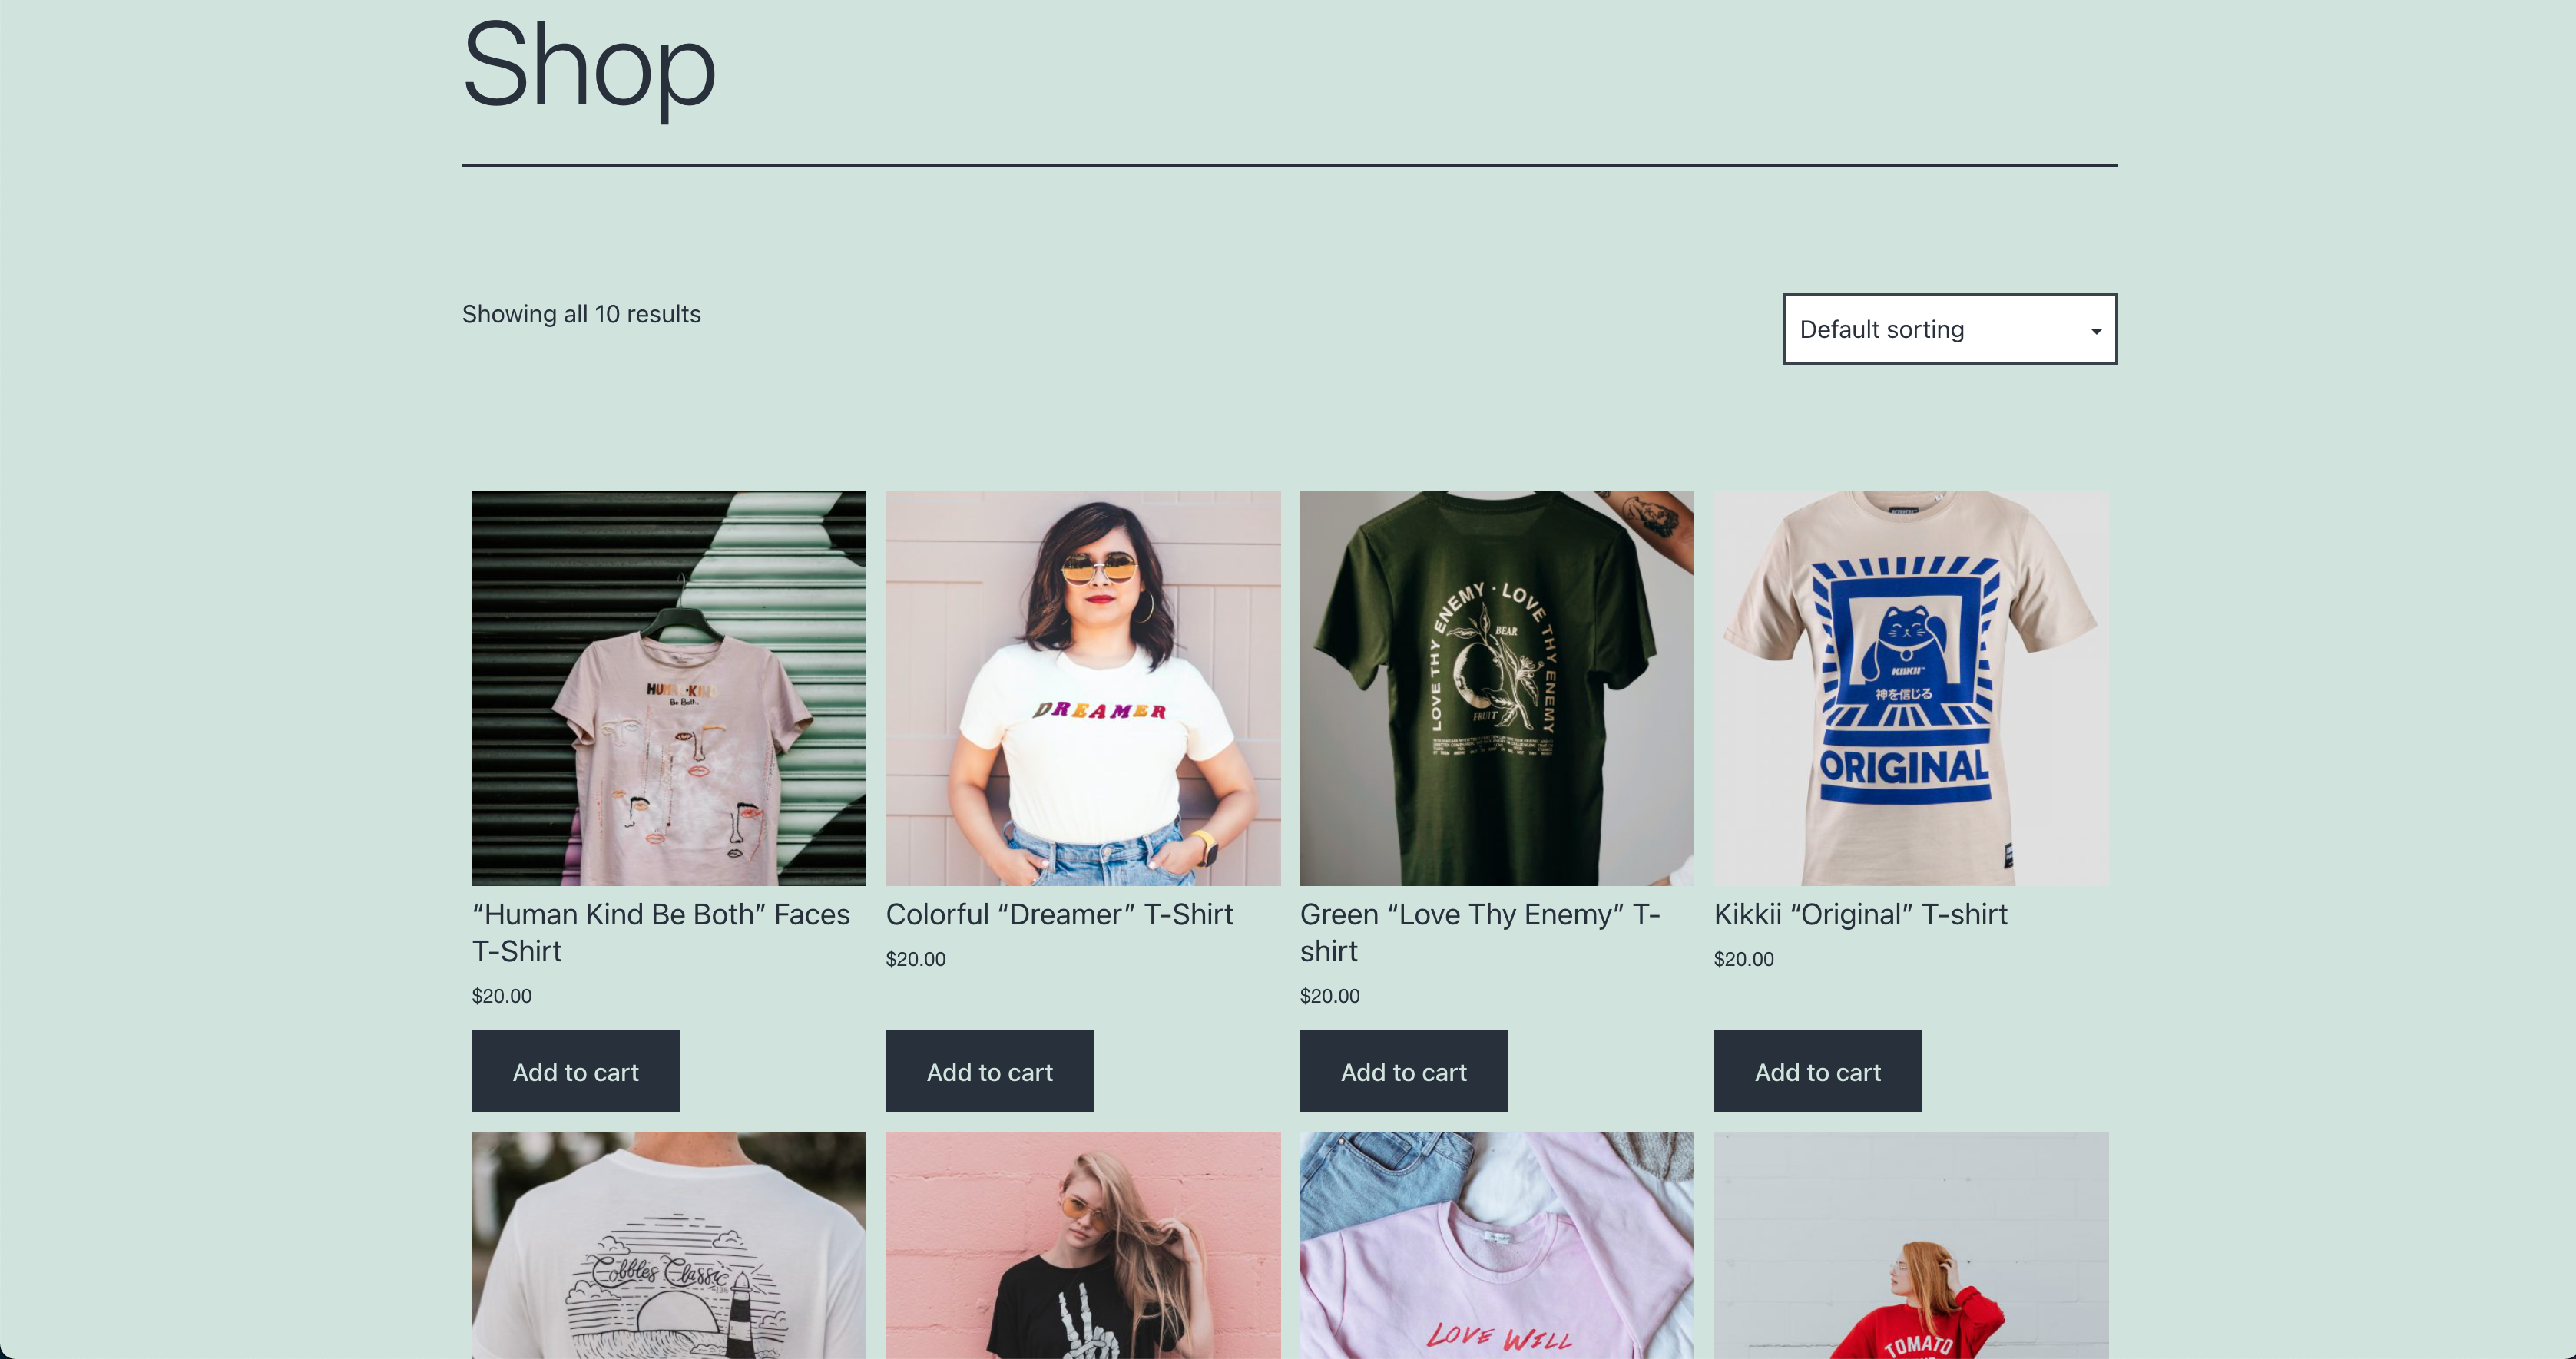 Shop
Showing all 10 results
Default sorting
HUMAN·KIND
Be Both.
DREAMER
LOVE THY ENEMY · LOVE THY ENEMY
BEAR
FRUIT
KIIKII
神を信じる
ORIGINAL
“Human Kind Be Both” Faces
T-Shirt
$20.00
Colorful “Dreamer” T-Shirt
$20.00
Green “Love Thy Enemy” T-
shirt
$20.00
Kikkii “Original” T-shirt
$20.00
Add to cart
Add to cart
Add to cart
Add to cart
Cobbles Classic
LOVE WILL
TOMATO